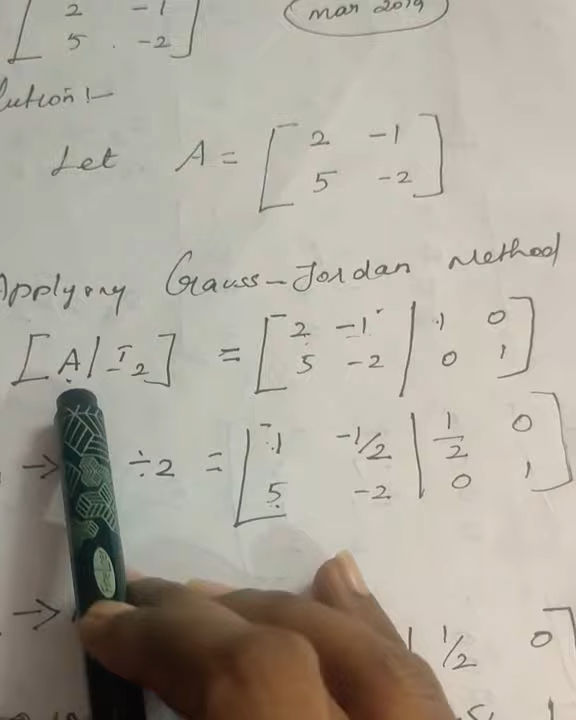 [ 2 -1
5 -2 ] Mar 2019
lution:-
Let A = [ 2 -1
5 -2 ]
Applying Gauss-Jordan Method
[A | I2] = [ 2 -1 | 1 0
5 -2 | 0 1 ]
→ ÷2 = [ 1 -1/2 | 1/2 0
5 -2 | 0 1 ]
→ | 1/2 0 ]